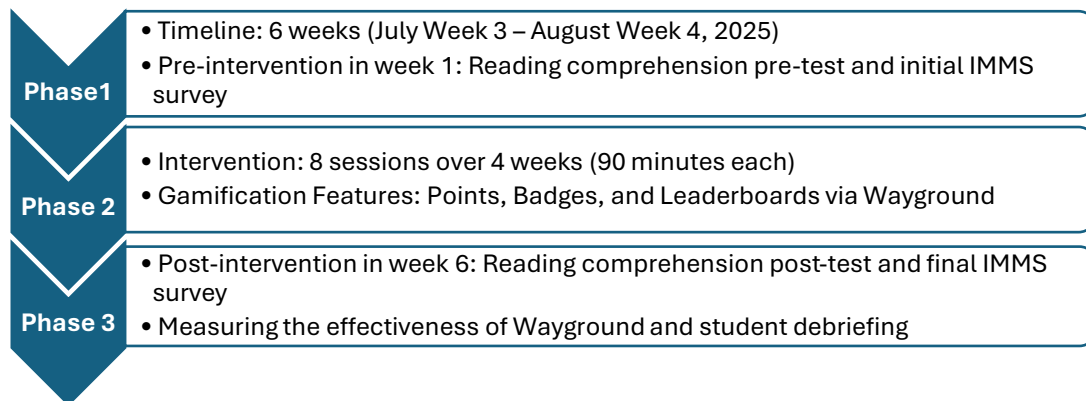 Phase1
• Timeline: 6 weeks (July Week 3 – August Week 4, 2025)
• Pre-intervention in week 1: Reading comprehension pre-test and initial IMMS
survey
Phase 2
• Intervention: 8 sessions over 4 weeks (90 minutes each)
• Gamification Features: Points, Badges, and Leaderboards via Wayground
Phase 3
• Post-intervention in week 6: Reading comprehension post-test and final IMMS
survey
• Measuring the effectiveness of Wayground and student debriefing